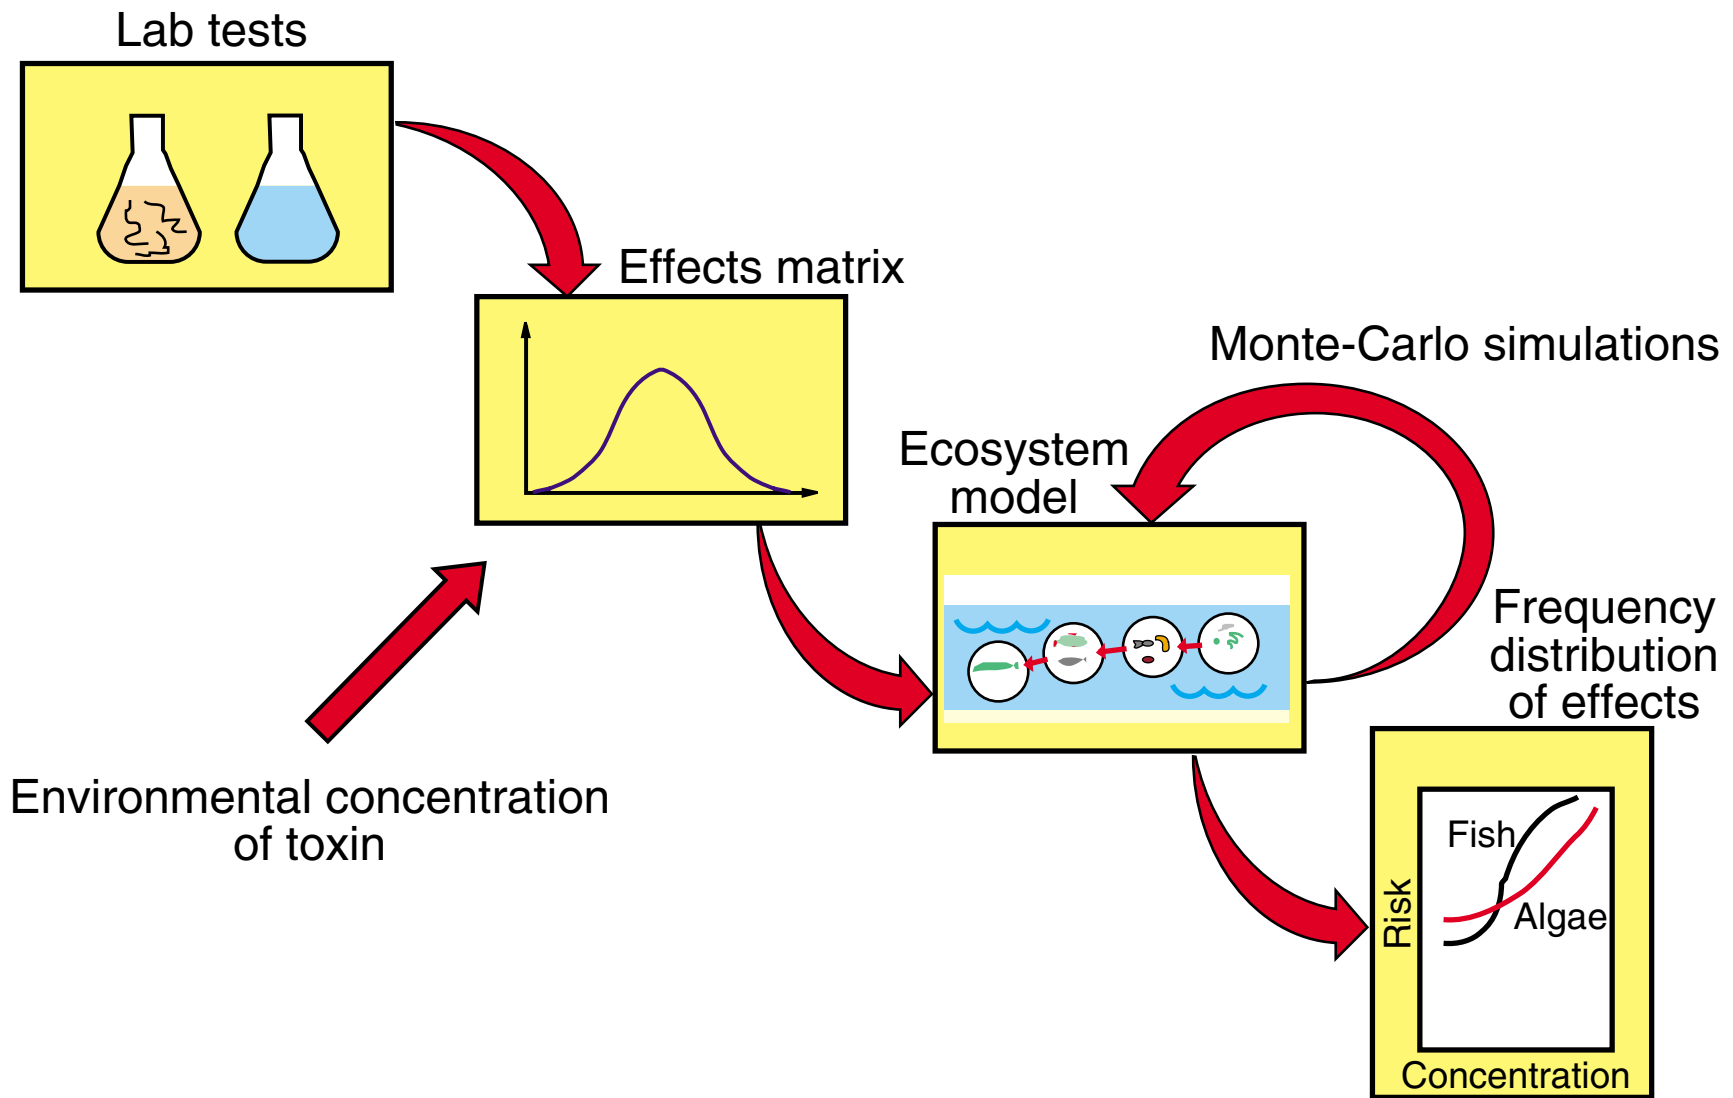 Lab tests
Effects matrix
Monte-Carlo simulations
Ecosystem
model
Frequency
distribution
of effects
Environmental concentration
of toxin
Fish
Algae
Risk
Concentration